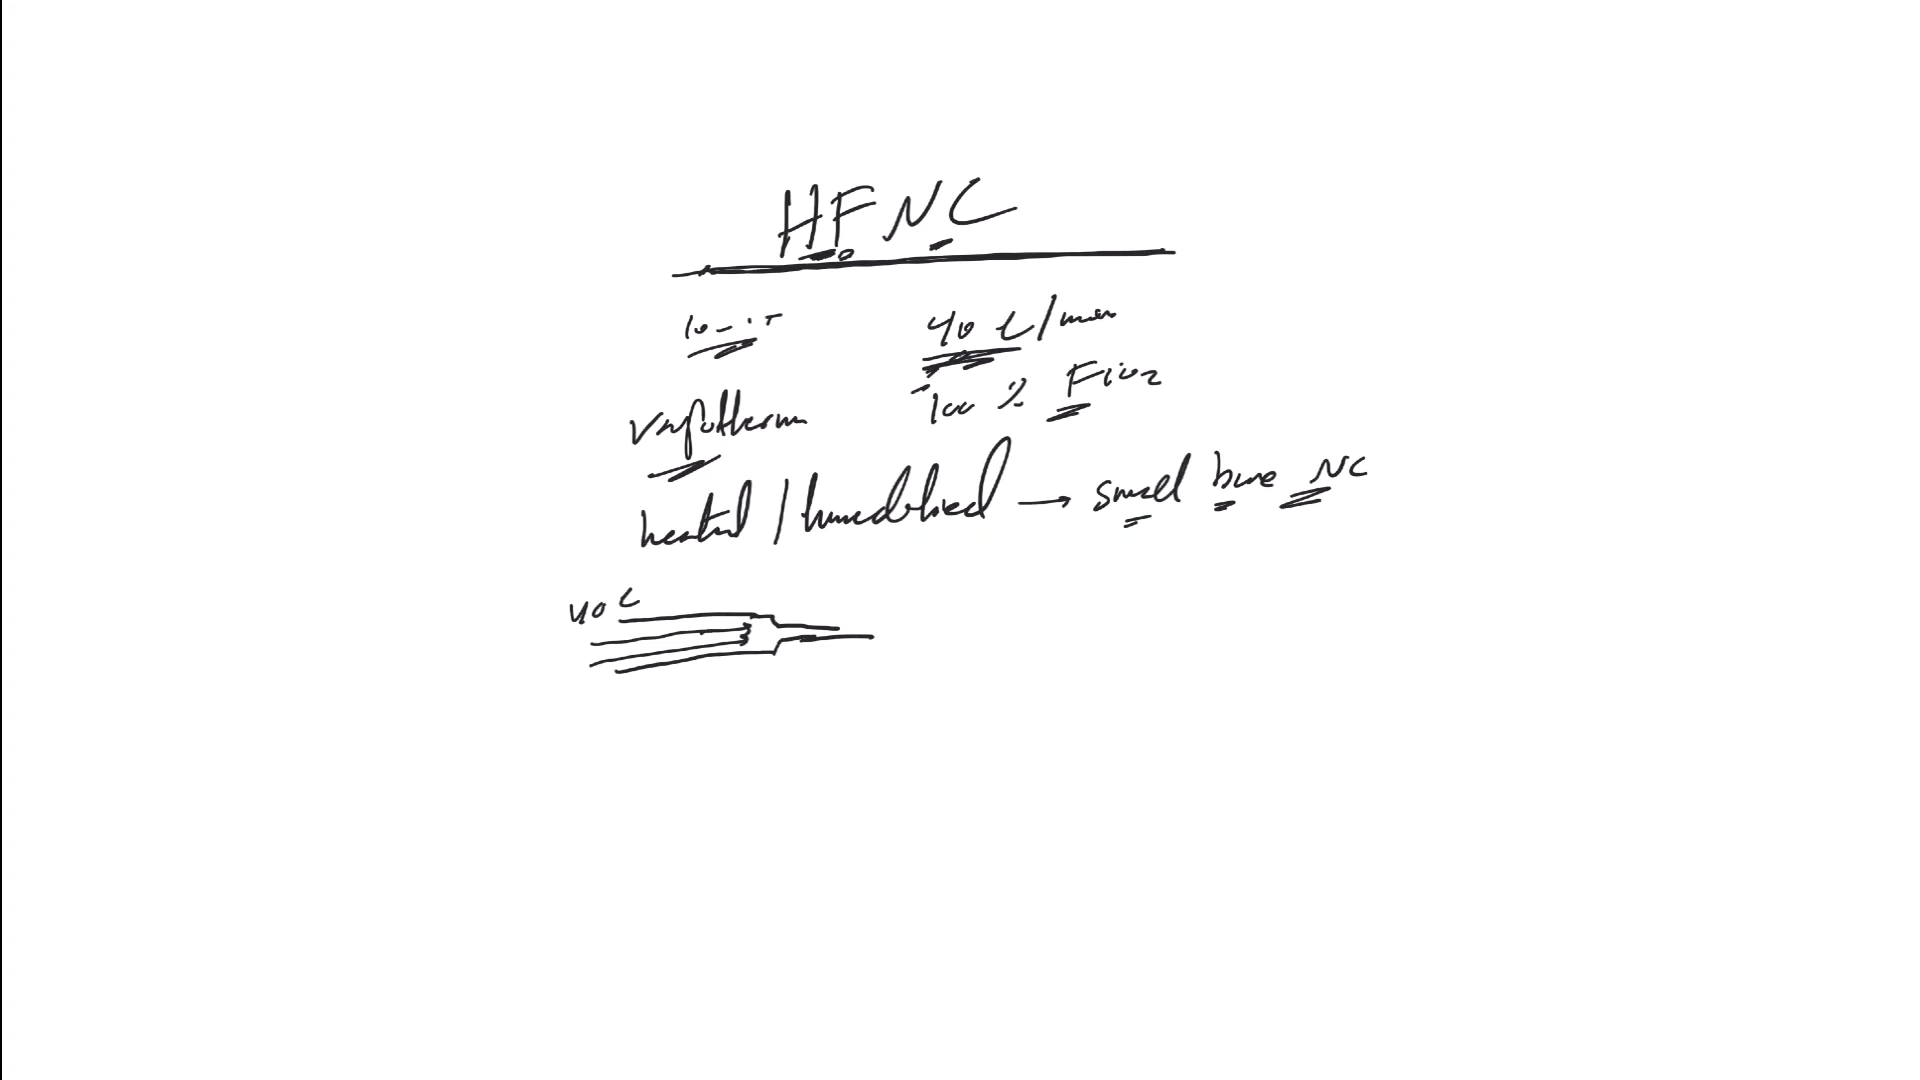 HFNC
10-15 40 L/min
100 % FiO2
vapotherm
heated / humidified → small bore NC
40 L